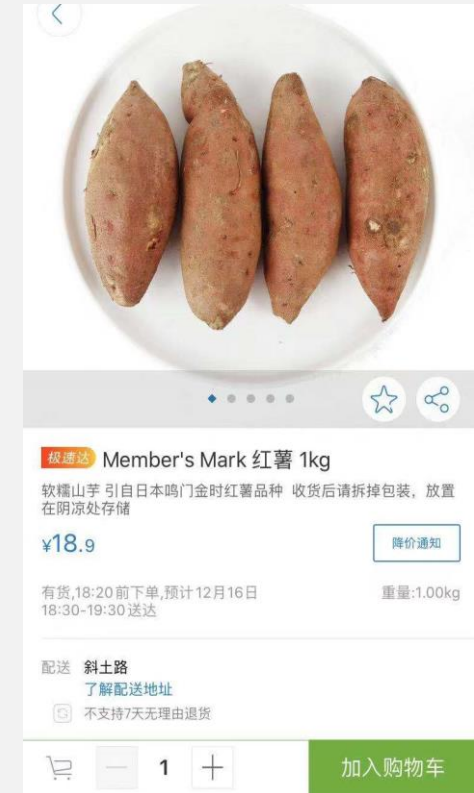 极速达 Member's Mark 红薯 1kg
软糯山芋 引自日本鸣门金时红薯品种 收货后请拆掉包装，放置
在阴凉处存储
¥18.9
降价通知
有货,18:20前下单,预计12月16日
18:30-19:30送达
重量:1.00kg
配送 斜土路
了解配送地址
不支持7天无理由退货
1
加入购物车